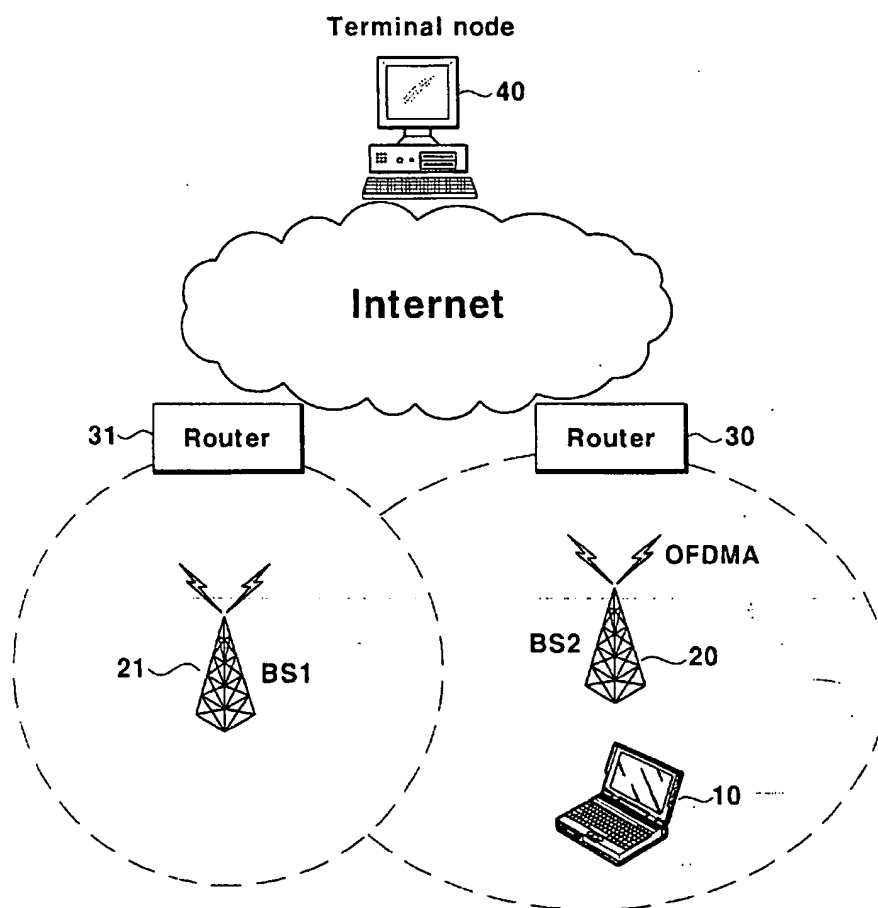 Terminal node
40
Internet
31 Router
Router 30
OFDMA
21 BS1
BS2 20
10